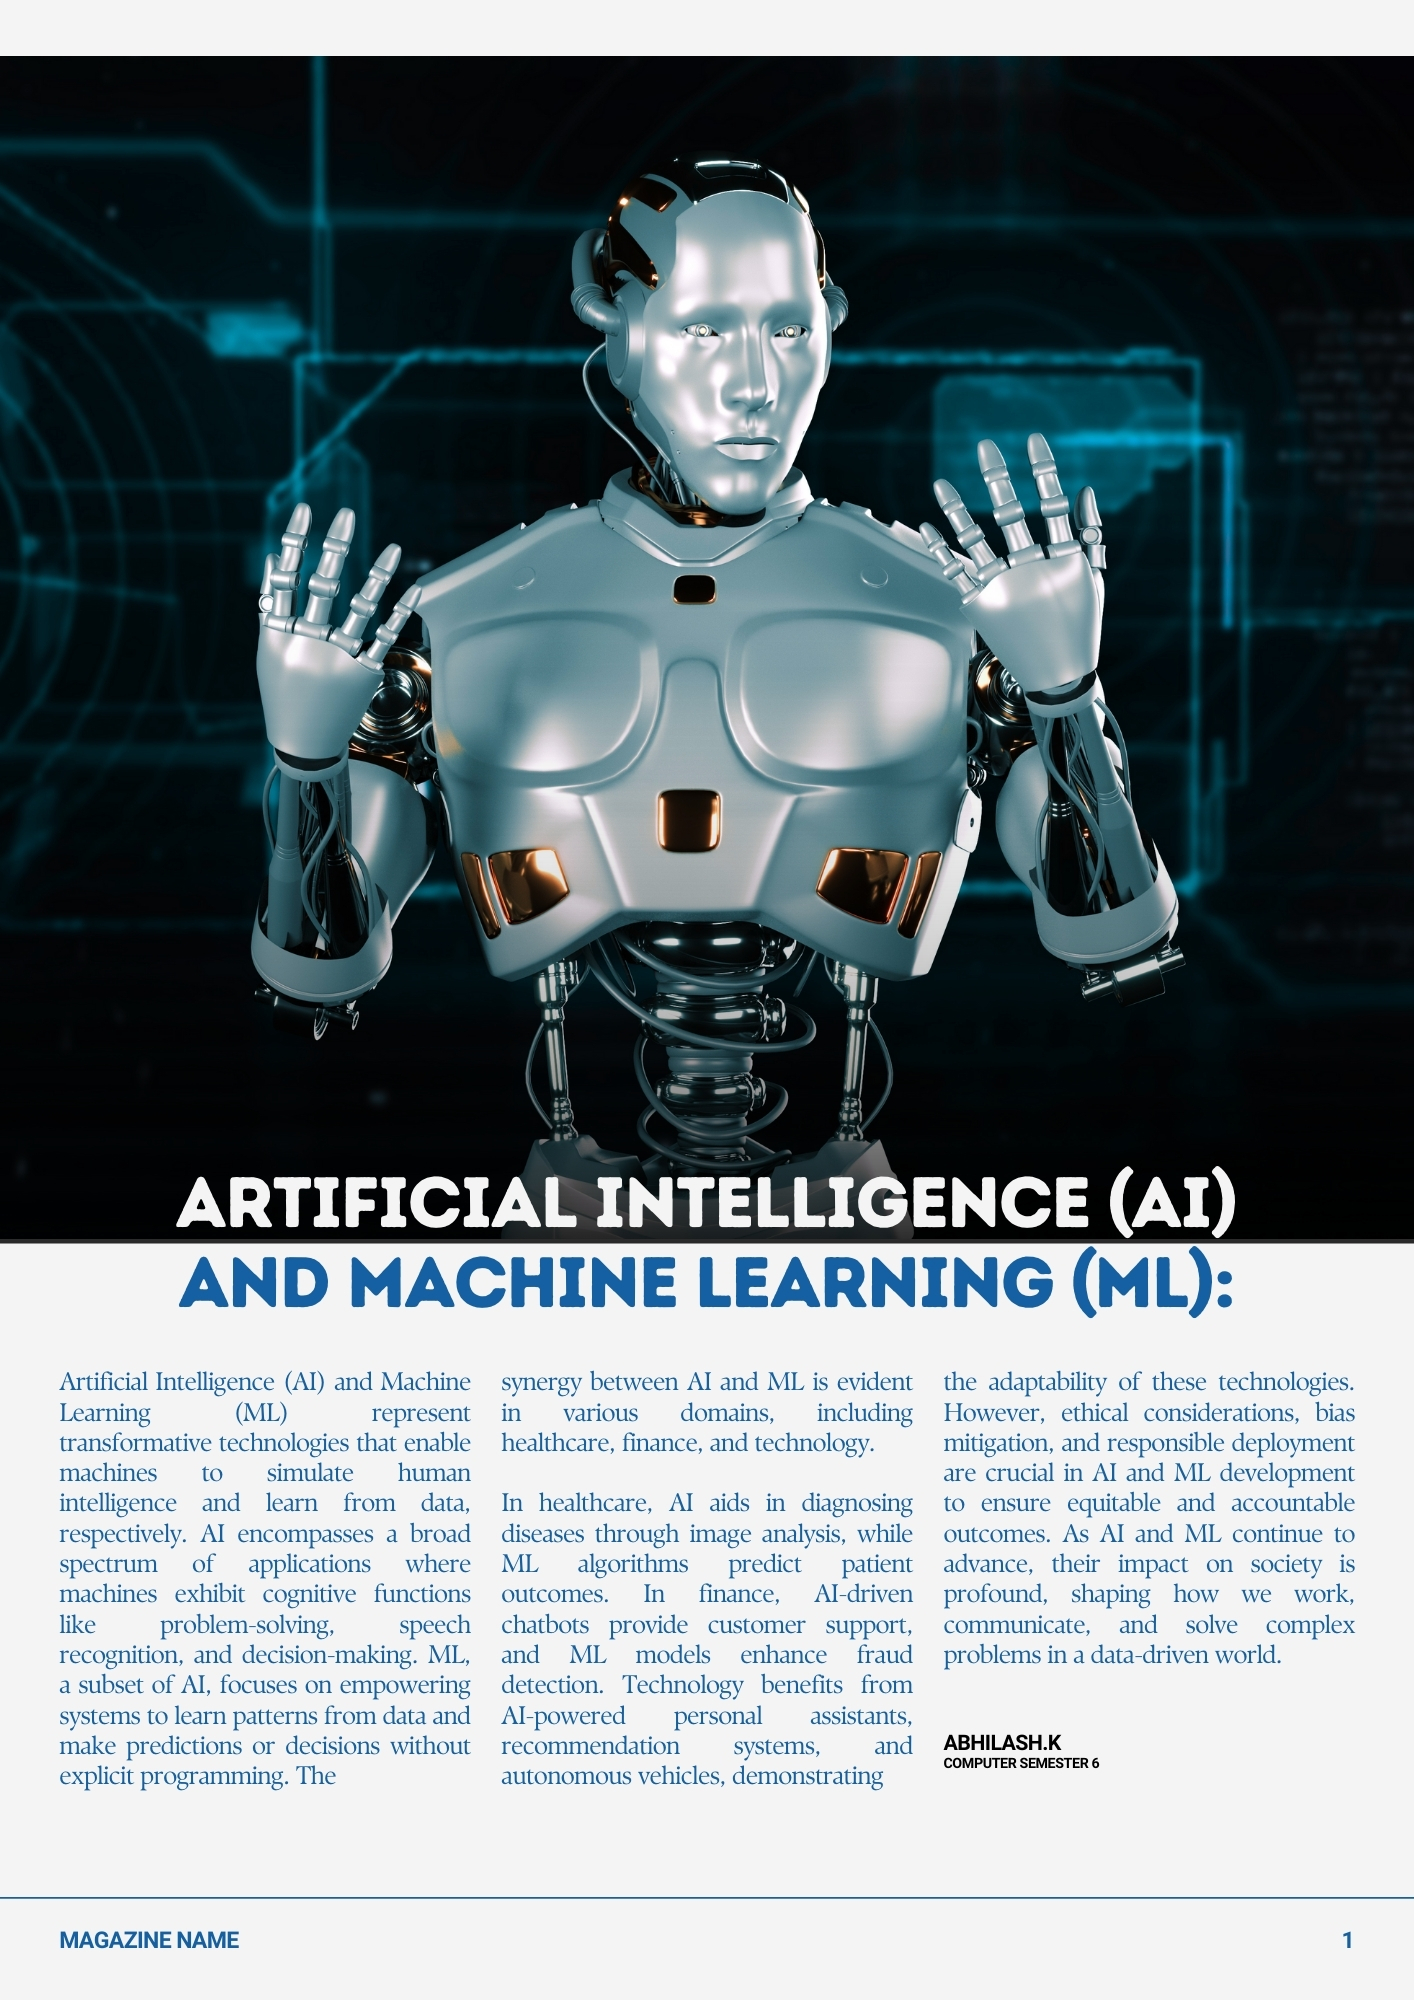 ARTIFICIAL INTELLIGENCE (AI)
AND MACHINE LEARNING (ML):
Artificial Intelligence (AI) and Machine
Learning (ML) represent
transformative technologies that enable
machines to simulate human
intelligence and learn from data,
respectively. AI encompasses a broad
spectrum of applications where
machines exhibit cognitive functions
like problem-solving, speech
recognition, and decision-making. ML,
a subset of AI, focuses on empowering
systems to learn patterns from data and
make predictions or decisions without
explicit programming. The
synergy between AI and ML is evident
in various domains, including
healthcare, finance, and technology.
In healthcare, AI aids in diagnosing
diseases through image analysis, while
ML algorithms predict patient
outcomes. In finance, AI-driven
chatbots provide customer support,
and ML models enhance fraud
detection. Technology benefits from
AI-powered personal assistants,
recommendation systems, and
autonomous vehicles, demonstrating
the adaptability of these technologies.
However, ethical considerations, bias
mitigation, and responsible deployment
are crucial in AI and ML development
to ensure equitable and accountable
outcomes. As AI and ML continue to
advance, their impact on society is
profound, shaping how we work,
communicate, and solve complex
problems in a data-driven world.
ABHILASH.K
COMPUTER SEMESTER 6
MAGAZINE NAME
1